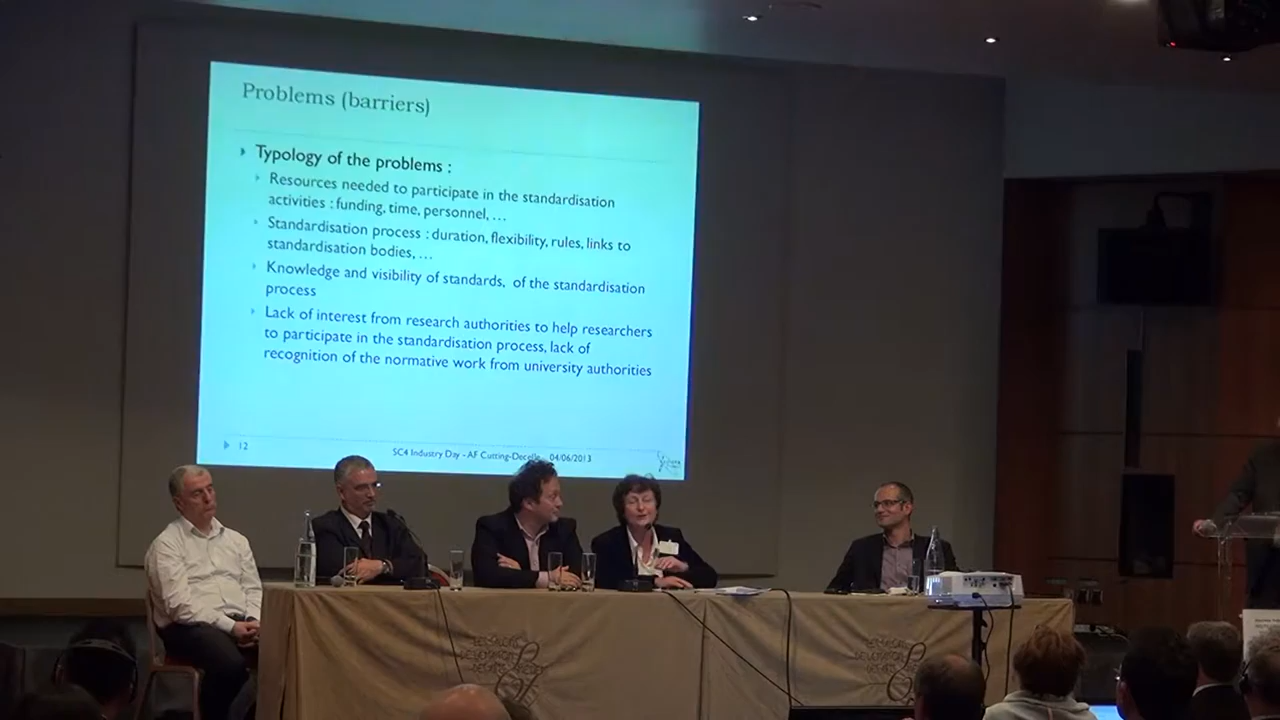 Problems (barriers)
Typology of the problems :
Resources needed to participate in the standardisation
activities : funding, time, personnel, …
Standardisation process : duration, flexibility, rules, links to
standardisation bodies, …
Knowledge and visibility of standards, of the standardisation
process
Lack of interest from research authorities to help researchers
to participate in the standardisation process, lack of
recognition of the normative work from university authorities
12
SC4 Industry Day - AF Cutting-Decelle 04/06/2013